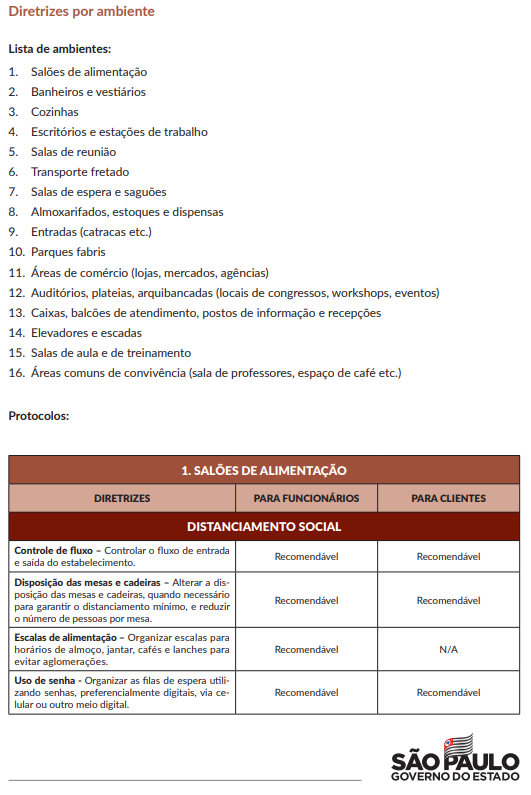 Diretrizes por ambiente
Lista de ambientes:
1. Salões de alimentação
2. Banheiros e vestiários
3. Cozinhas
4. Escritórios e estações de trabalho
5. Salas de reunião
6. Transporte fretado
7. Salas de espera e saguões
8. Almoxarifados, estoques e dispensas
9. Entradas (catracas etc.)
10. Parques fabris
11. Áreas de comércio (lojas, mercados, agências)
12. Auditórios, plateias, arquibancadas (locais de congressos, workshops, eventos)
13. Caixas, balcões de atendimento, postos de informação e recepções
14. Elevadores e escadas
15. Salas de aula e de treinamento
16. Áreas comuns de convivência (sala de professores, espaço de café etc.)
Protocolos:
1. SALÕES DE ALIMENTAÇÃO
DIRETRIZES PARA FUNCIONÁRIOS PARA CLIENTES
DISTANCIAMENTO SOCIAL
Controle de fluxo – Controlar o fluxo de entrada
e saída do estabelecimento.
Recomendável Recomendável
Disposição das mesas e cadeiras – Alterar a dis-
posição das mesas e cadeiras, quando necessário
para garantir o distanciamento mínimo, e reduzir
o número de pessoas por mesa.
Recomendável Recomendável
Escalas de alimentação – Organizar escalas para
horários de almoço, jantar, cafés e lanches para
evitar aglomerações.
Recomendável N/A
Uso de senha - Organizar as filas de espera utili-
zando senhas, preferencialmente digitais, via ce-
lular ou outro meio digital.
Recomendável Recomendável
SÃO PAULO
GOVERNO DO ESTADO